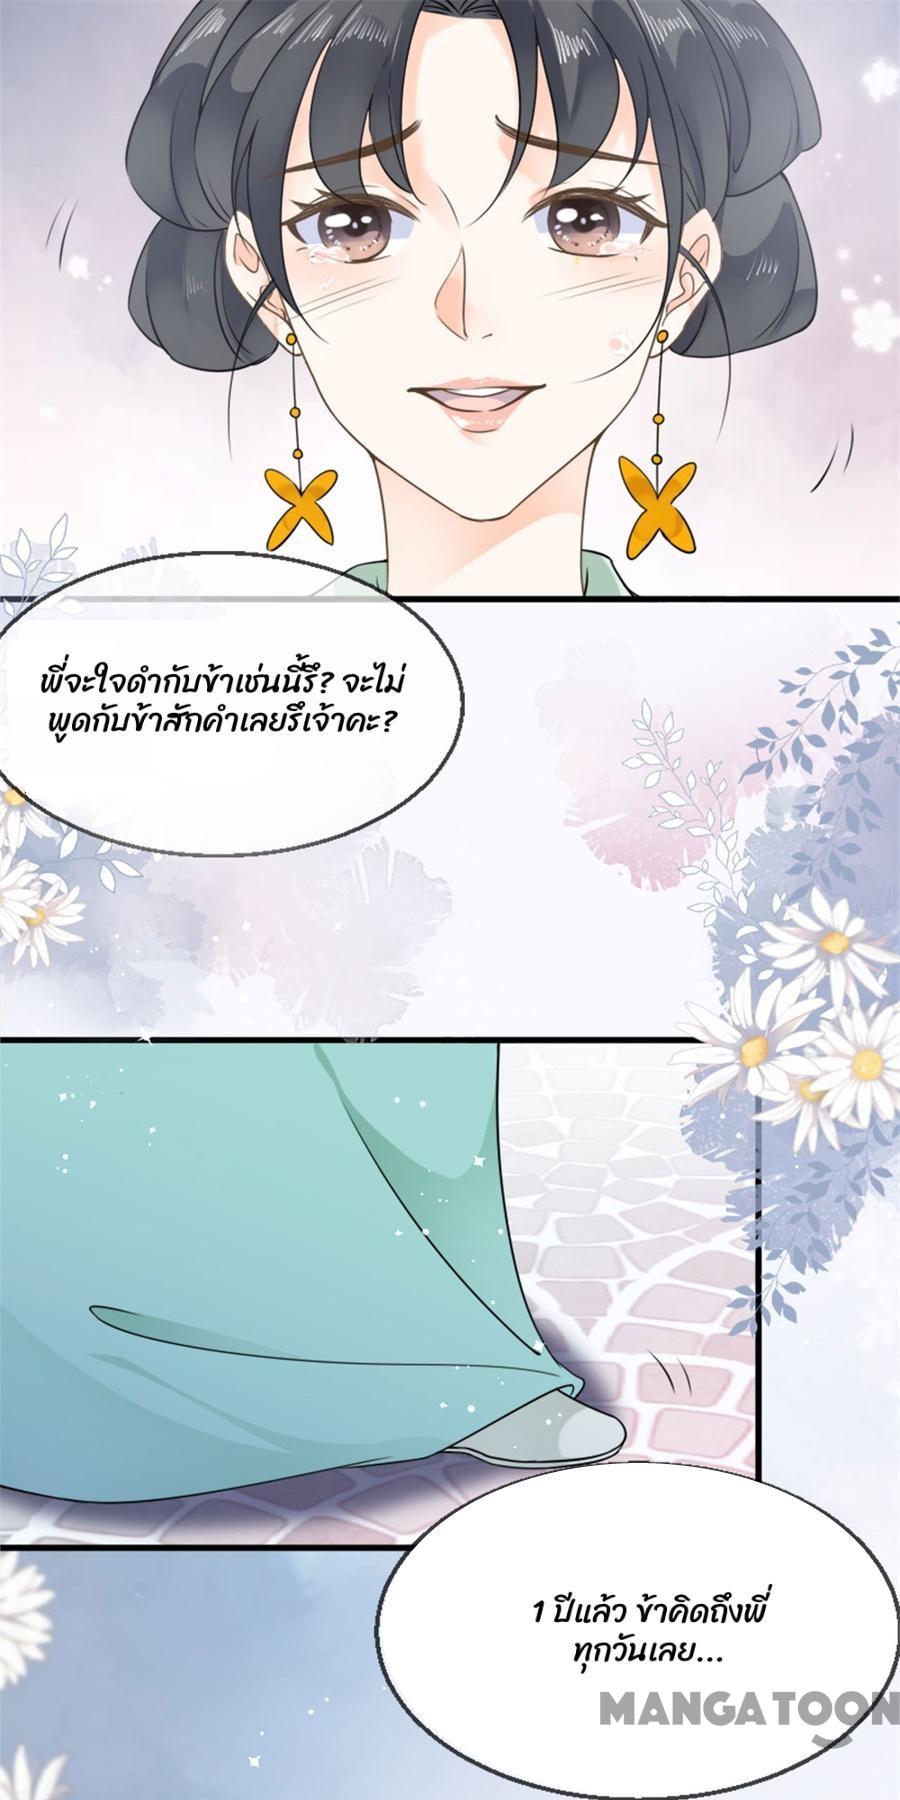 พี่จะใจดำกับข้าเช่นนี้รึ? จะไม่
พูดกับข้าสักคำเลยรึเจ้าคะ?
1 ปีแล้ว ข้าคิดถึงพี่
ทุกวันเลย...
MANGATOON